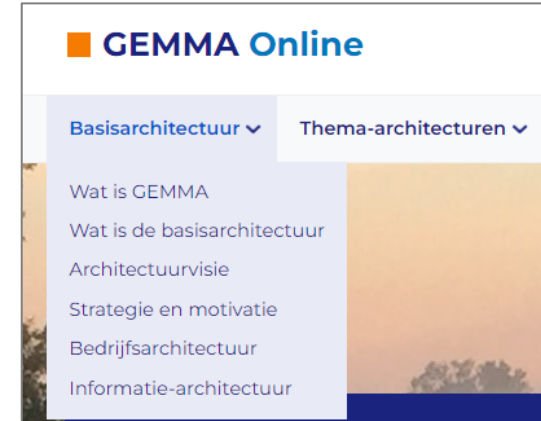 GEMMA Online
Basisarchitectuur Thema-architecturen
Wat is GEMMA
Wat is de basisarchitectuur
Architectuurvisie
Strategie en motivatie
Bedrijfsarchitectuur
Informatie-architectuur